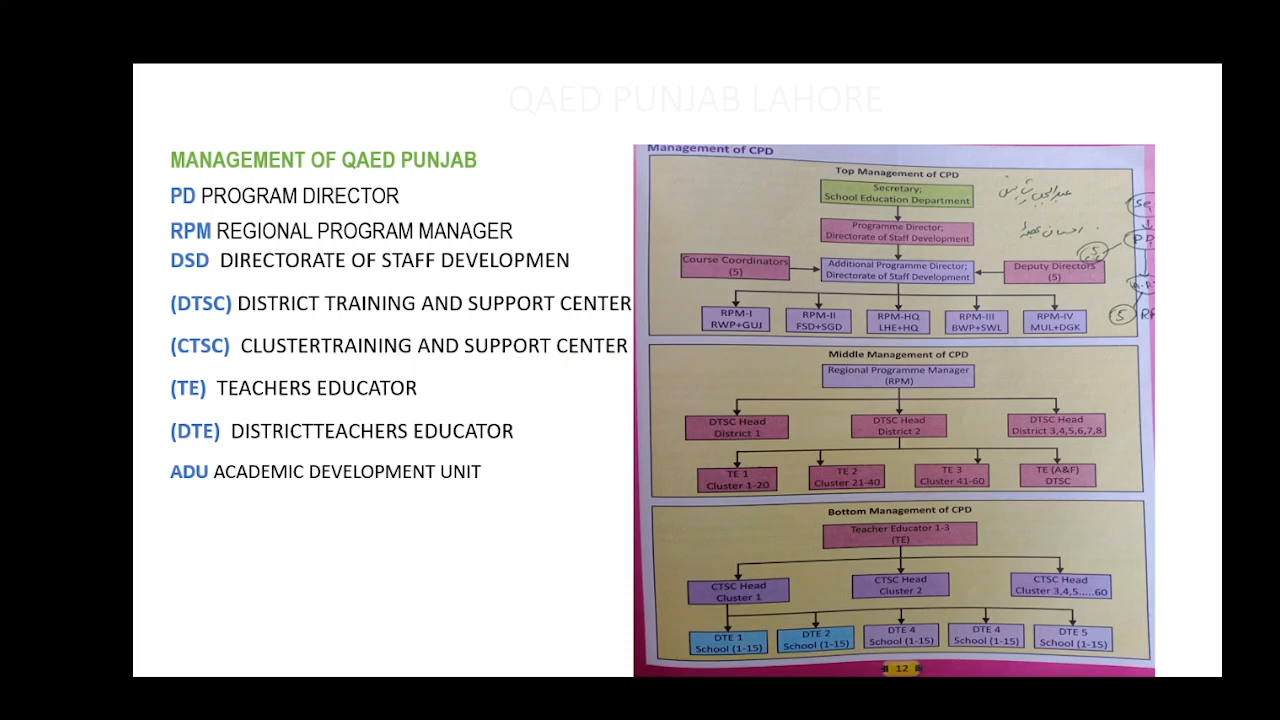 QAED PUNJAB LAHORE
MANAGEMENT OF QAED PUNJAB
PD PROGRAM DIRECTOR
RPM REGIONAL PROGRAM MANAGER
DSD DIRECTORATE OF STAFF DEVELOPMEN
(DTSC) DISTRICT TRAINING AND SUPPORT CENTER
(CTSC) CLUSTERTRAINING AND SUPPORT CENTER
(TE) TEACHERS EDUCATOR
(DTE) DISTRICTTEACHERS EDUCATOR
ADU ACADEMIC DEVELOPMENT UNIT
Management of CPD
Top Management of CPD
Secretary;
School Education Department
Programme Director;
Directorate of Staff Development
Course Coordinators
(5)
Additional Programme Director;
Directorate of Staff Development
Deputy Directors
(5)
RPM-I
RWP+GUJ
RPM-II
FSD+SGD
RPM-HQ
LHE+HQ
RPM-III
BWP+SWL
RPM-IV
MUL+DGK
5
PD
5
Middle Management of CPD
Regional Programme Manager
(RPM)
DTSC Head
District 1
DTSC Head
District 2
DTSC Head
District 3,4,5,6,7,8
TE 1
Cluster 1-20
TE 2
Cluster 21-40
TE 3
Cluster 41-60
TE (A&F)
DTSC
Bottom Management of CPD
Teacher Educator 1-3
(TE)
CTSC Head
Cluster 1
CTSC Head
Cluster 2
CTSC Head
Cluster 3,4,5.....60
DTE 1
School (1-15)
DTE 2
School (1-15)
DTE 4
School (1-15)
DTE 4
School (1-15)
DTE 5
School (1-15)
12